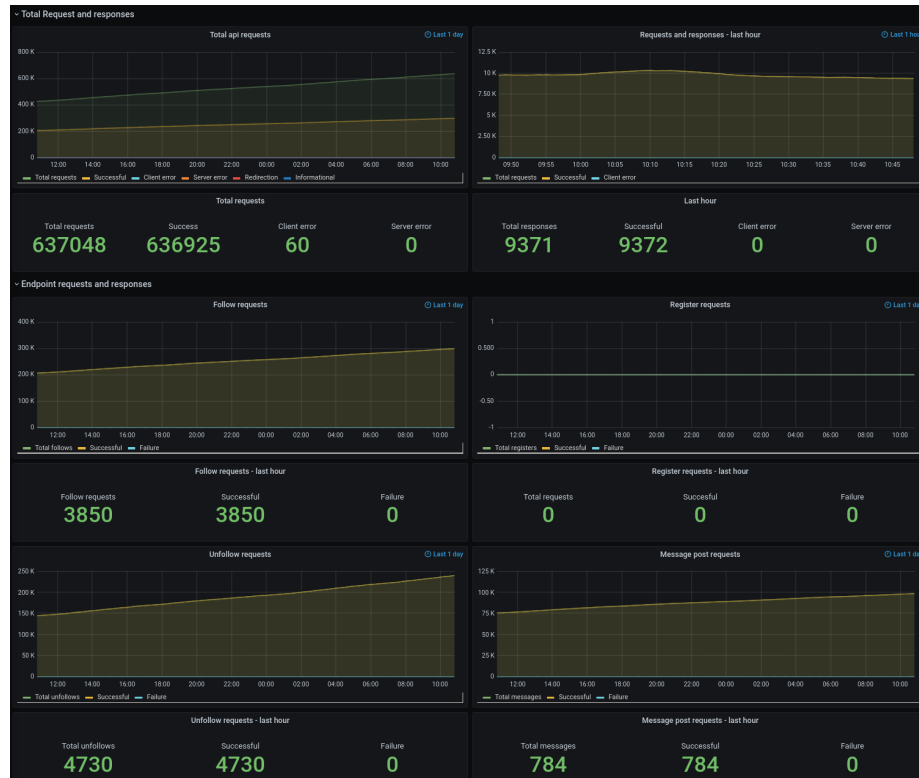 Total Request and responses
Total api requests
Last 1 day
800 K
600 K
400 K
200 K
0
12:00 14:00 16:00 18:00 20:00 22:00 00:00 02:00 04:00 06:00 08:00 10:00
Total requests Successful Client error Server error Redirection Informational
Requests and responses - last hour
Last 1 hou
12.5 K
10 K
7.50 K
5 K
2.50 K
0
09:50 09:55 10:00 10:05 10:10 10:15 10:20 10:25 10:30 10:35 10:40 10:45
Total requests Successful Client error
Total requests
Total requests Success Client error Server error
637048 636925 60 0
Last hour
Total responses Successful Client error Server error
9371 9372 0 0
Endpoint requests and responses
Follow requests
Last 1 day
400 K
300 K
200 K
100 K
0
12:00 14:00 16:00 18:00 20:00 22:00 00:00 02:00 04:00 06:00 08:00 10:00
Total follows Successful Failure
Register requests
Last 1 da
1
0.500
0
-0.50
-1
12:00 14:00 16:00 18:00 20:00 22:00 00:00 02:00 04:00 06:00 08:00 10:00
Total registers Successful Failure
Follow requests - last hour
Follow requests Successful Failure
3850 3850 0
Register requests - last hour
Total requests Succesful Failure
0 0 0
Unfollow requests
Last 1 day
250 K
200 K
150 K
100 K
50 K
0
12:00 14:00 16:00 18:00 20:00 22:00 00:00 02:00 04:00 06:00 08:00 10:00
Total unfollows Successful Failure
Message post requests
Last 1 da
125 K
100 K
75 K
50 K
25 K
0
12:00 14:00 16:00 18:00 20:00 22:00 00:00 02:00 04:00 06:00 08:00 10:00
Total messages Successful Failure
Unfollow requests - last hour
Total unfollows Successful Failure
4730 4730 0
Message post requests - last hour
Total messages Successful Failure
784 784 0